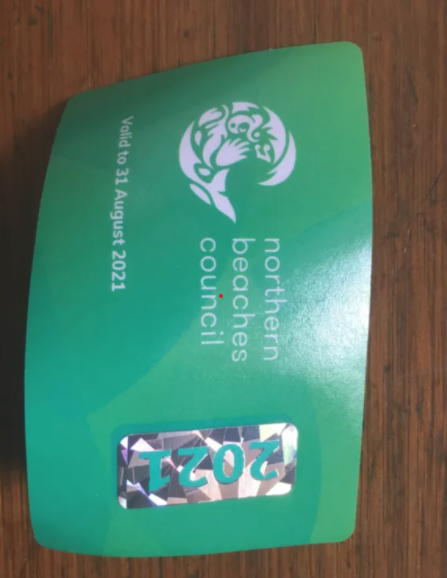 northern
beaches
council
Valid to 31 August 2021
2021